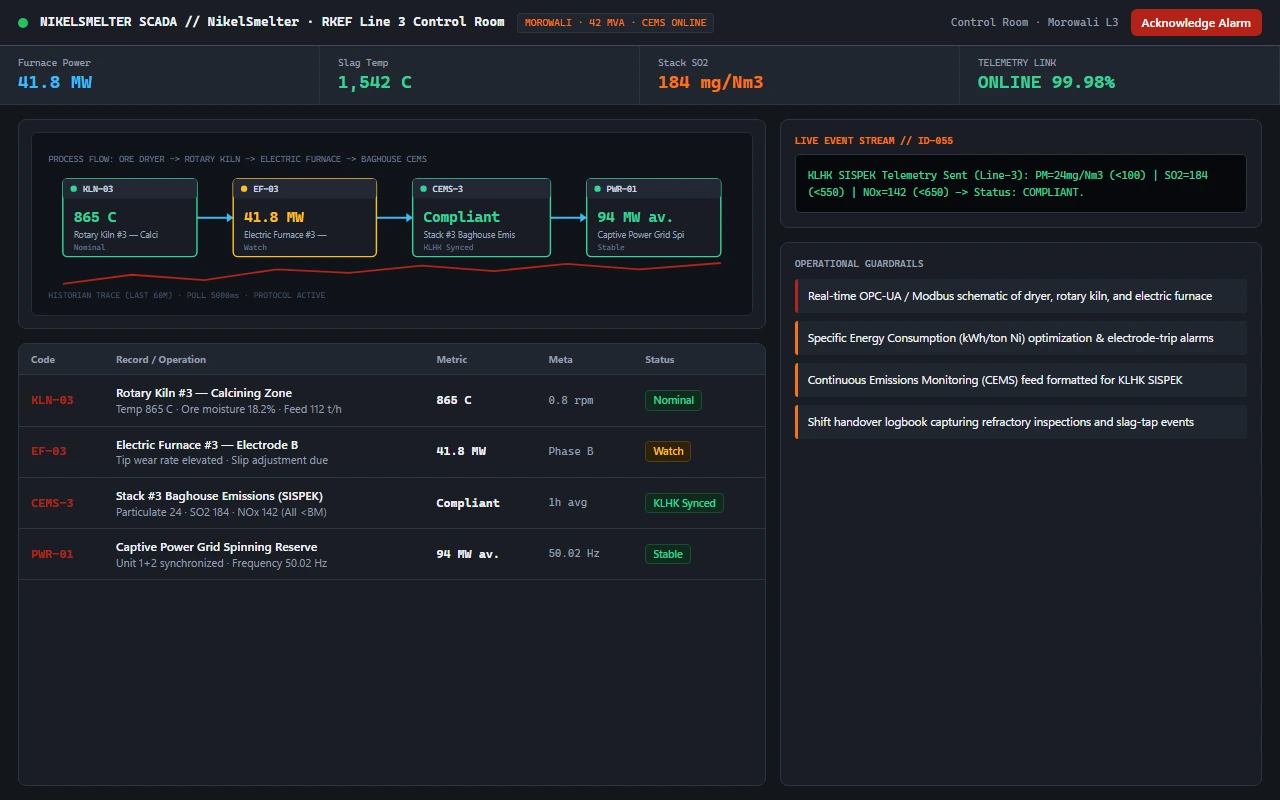 NIKELSMELTER SCADA // NikelSmelter · RKEF Line 3 Control Room
MOROWALI · 42 MVA · CEMS ONLINE
Control Room · Morowali L3
Acknowledge Alarm
Furnace Power
41.8 MW
Slag Temp
1,542 C
Stack SO2
184 mg/Nm3
TELEMETRY LINK
ONLINE 99.98%
PROCESS FLOW: ORE DRYER —> ROTARY KILN —> ELECTRIC FURNACE —> BAGHOUSE CEMS
KLN-03
865 C
Rotary Kiln #3 — Calci
Nominal
EF-03
41.8 MW
Electric Furnace #3 —
Watch
CEMS-3
Compliant
Stack #3 Baghouse Emis
KLHK Synced
PWR-01
94 MW av.
Captive Power Grid Spi
Stable
HISTORIAN TRACE (LAST 60M) · POLL 5000ms · PROTOCOL ACTIVE
Code Record / Operation Metric Meta Status
KLN-03
Rotary Kiln #3 — Calcining Zone
Temp 865 C · Ore moisture 18.2% · Feed 112 t/h
865 C
0.8 rpm
Nominal
EF-03
Electric Furnace #3 — Electrode B
Tip wear rate elevated · Slip adjustment due
41.8 MW
Phase B
Watch
CEMS-3
Stack #3 Baghouse Emissions (SISPEK)
Particulate 24 · SO2 184 · NOx 142 (All <BM)
Compliant
1h avg
KLHK Synced
PWR-01
Captive Power Grid Spinning Reserve
Unit 1+2 synchronized · Frequency 50.02 Hz
94 MW av.
50.02 Hz
Stable
LIVE EVENT STREAM // ID-055
KLHK SISPEK Telemetry Sent (Line-3): PM=24mg/Nm3 (<100) | SO2=184
(<550) | NOx=142 (<650) -> Status: COMPLIANT.
OPERATIONAL GUARDRAILS
Real-time OPC-UA / Modbus schematic of dryer, rotary kiln, and electric furnace
Specific Energy Consumption (kWh/ton Ni) optimization & electrode-trip alarms
Continuous Emissions Monitoring (CEMS) feed formatted for KLHK SISPEK
Shift handover logbook capturing refractory inspections and slag-tap events